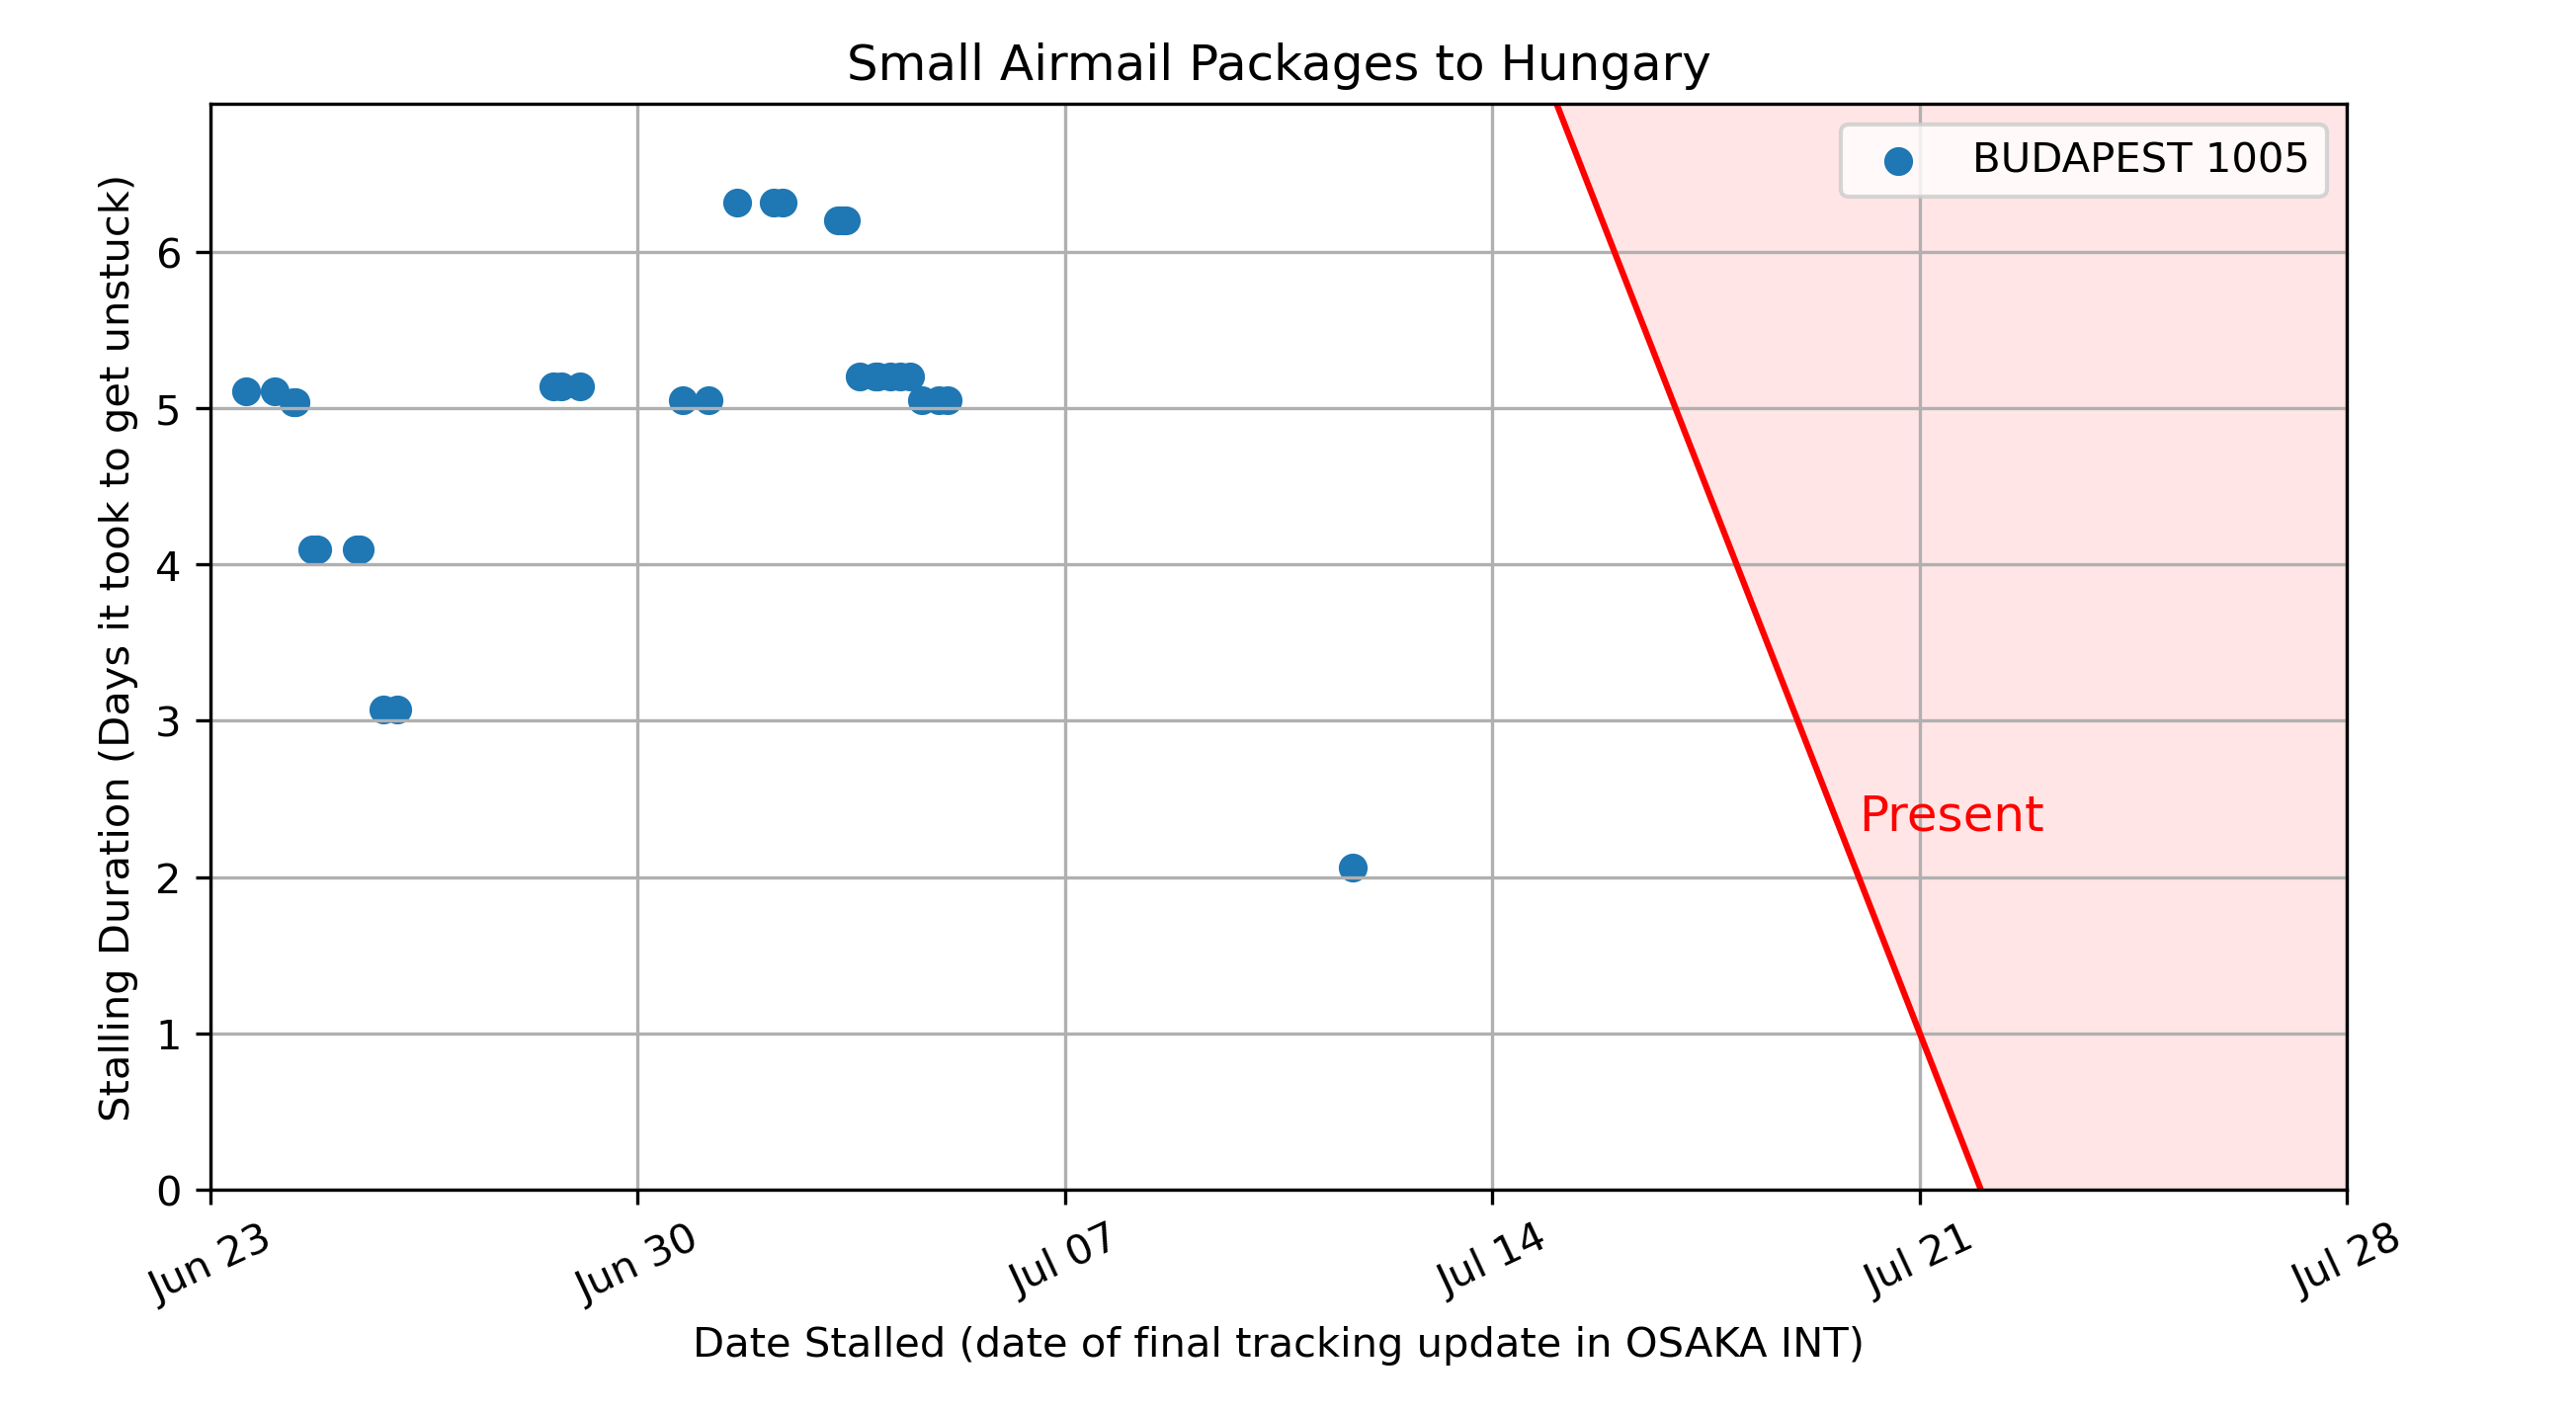 Small Airmail Packages to Hungary
BUDAPEST 1005
Stalling Duration (Days it took to get unstuck)
6
5
4
3
2
1
0
Present
Jun 23
Jun 30
Jul 07
Jul 14
Jul 21
Jul 28
Date Stalled (date of final tracking update in OSAKA INT)